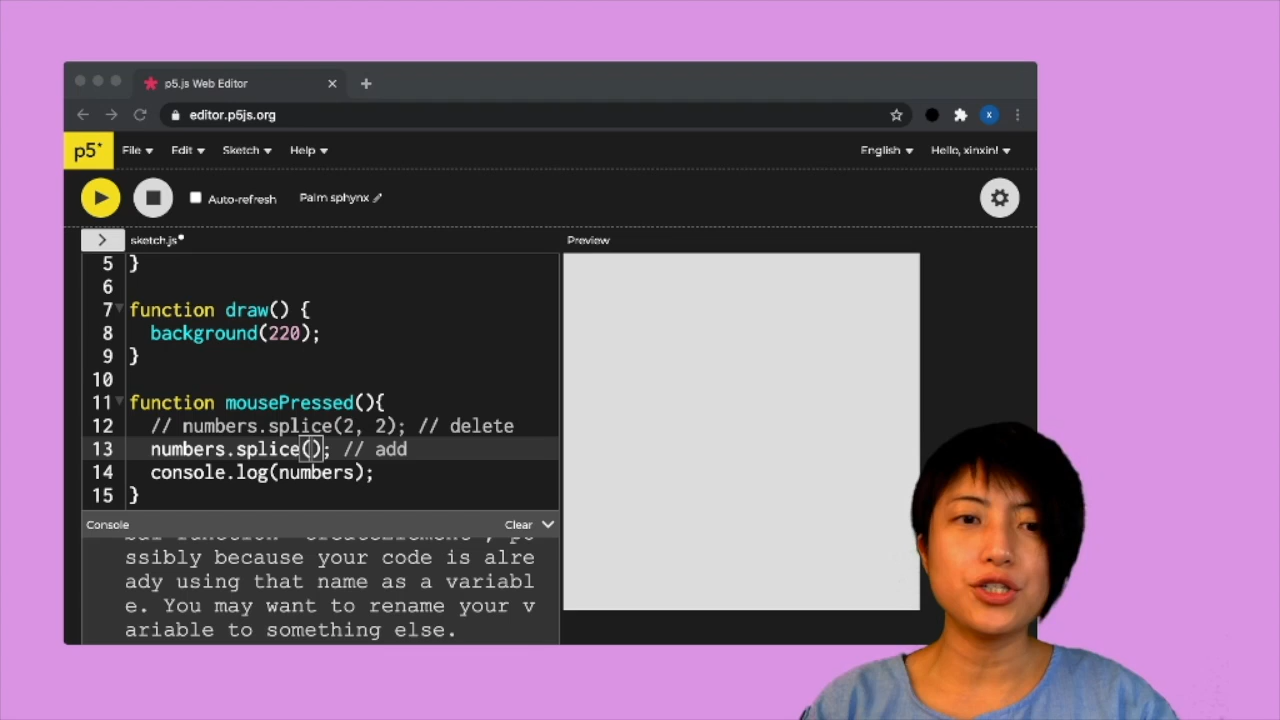 p5.js Web Editor
editor.p5js.org
x
p5* File Edit Sketch Help English Hello, xinxin!
Auto-refresh Palm sphynx
sketch.js Preview
5 }
6
7 function draw() {
8 background(220);
9 }
10
11 function mousePressed(){
12 // numbers.splice(2, 2); // delete
13 numbers.splice(); // add
14 console.log(numbers);
15 }
Console Clear
ssibly because your code is alre
ady using that name as a variabl
e. You may want to rename your v
ariable to something else.